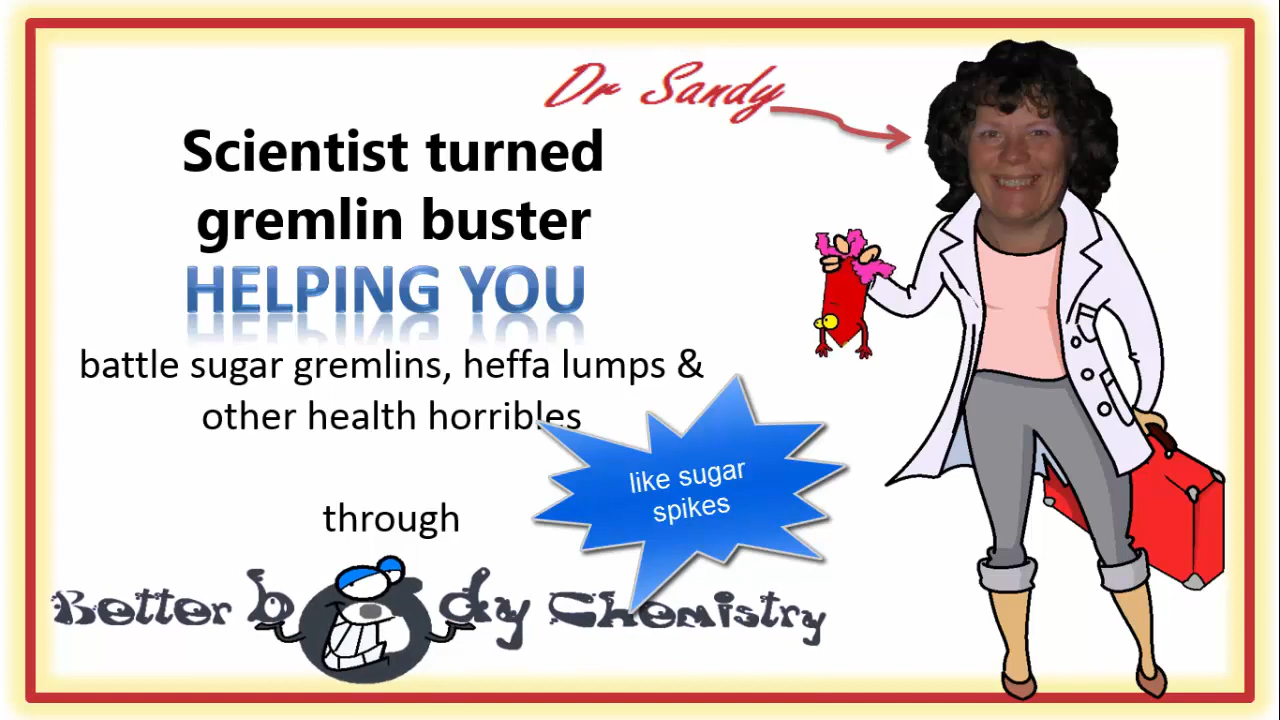 Dr Sandy
Scientist turned
gremlin buster
HELPING YOU
battle sugar gremlins, heffa lumps &
other health horribles
like sugar
spikes
through
Better body Chemistry